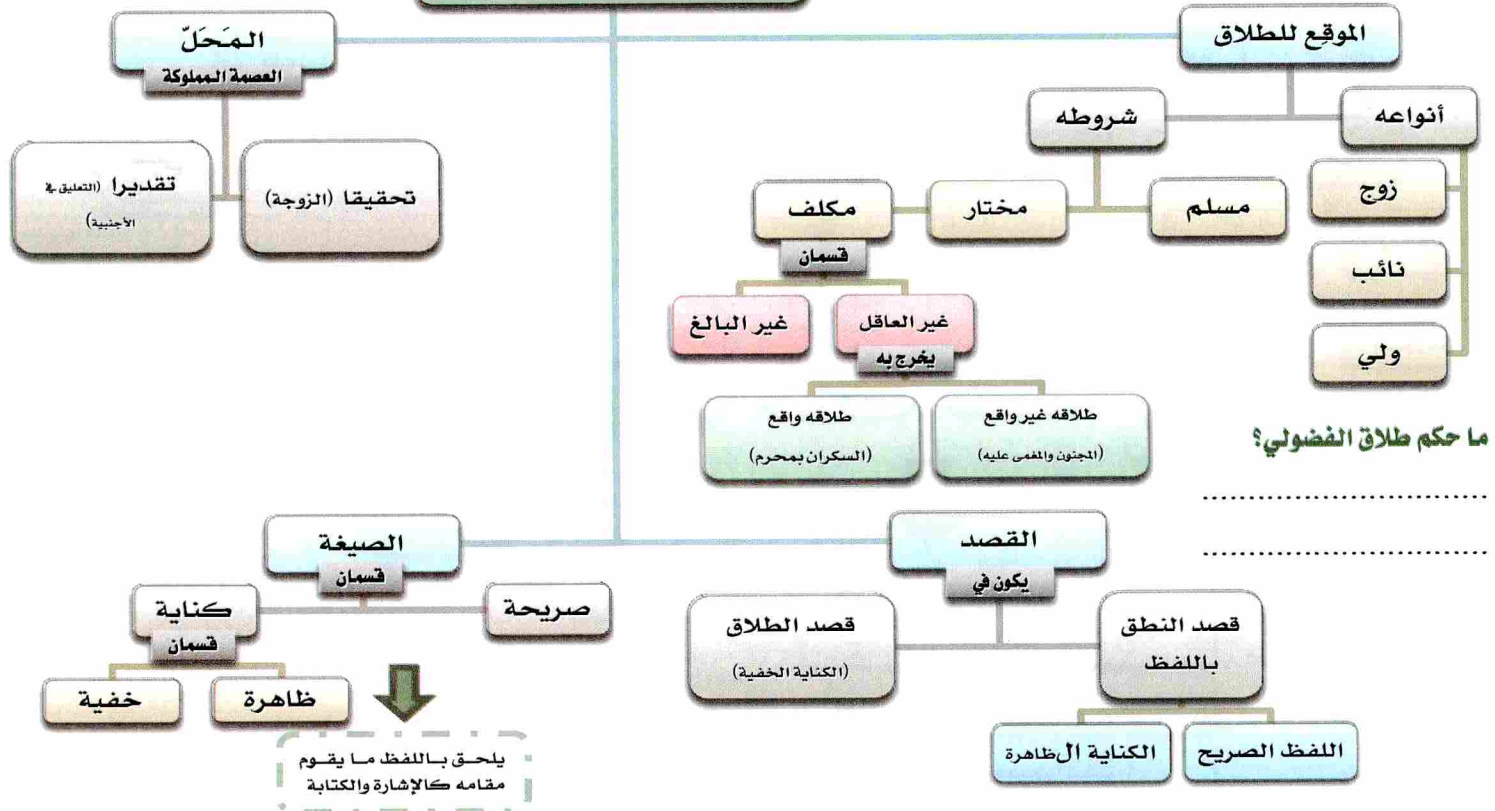 الموقِع للطلاق
المَحَلّ
العصمة المملوكة
أنواعه
شروطه
زوج
نائب
ولي
مسلم
مختار
مكلف
قسمان
غير العاقل
غير البالغ
يخرج به
طلاقه غير واقع
(المجنون والمغمى عليه)
طلاقه واقع
(السكران بمحرم)
تحقيقا (الزوجة)
تقديرا (التعليق في
الأجنبية)
ما حكم طلاق الفضولي؟
................................
................................
القصد
يكون في
قصد النطق
باللفظ
قصد الطلاق
(الكناية الخفية)
اللفظ الصريح
الكناية الظاهرة
الصيغة
قسمان
صريحة
كناية
قسمان
ظاهرة
خفية
يلحق باللفظ ما يقوم
مقامه كالإشارة والكتابة